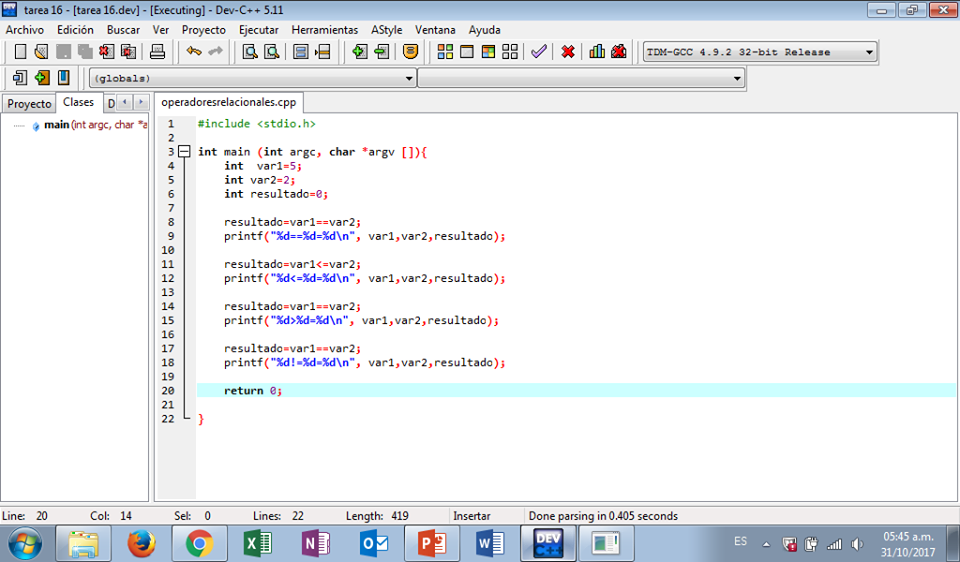 tarea 16 - [tarea 16.dev] - [Executing] - Dev-C++ 5.11
Archivo Edición Buscar Ver Proyecto Ejecutar Herramientas AStyle Ventana Ayuda
TDM-GCC 4.9.2 32-bit Release
(globals)
Proyecto Clases D operadoresrelacionales.cpp
main (int argc, char *a
1 #include <stdio.h>
2
3 int main (int argc, char *argv []){
4 int  var1=5;
5 int var2=2;
6 int resultado=0;
7
8 resultado=var1==var2;
9 printf("%d==%d=%d\n", var1,var2,resultado);
10
11 resultado=var1<=var2;
12 printf("%d<=%d=%d\n", var1,var2,resultado);
13
14 resultado=var1==var2;
15 printf("%d>%d=%d\n", var1,var2,resultado);
16
17 resultado=var1==var2;
18 printf("%d!=%d=%d\n", var1,var2,resultado);
19
20 return 0;
21
22 }
Line: 20 Col: 14 Sel: 0 Lines: 22 Length: 419 Insertar Done parsing in 0.405 seconds
DEV C++
ES
05:45 a.m.
31/10/2017